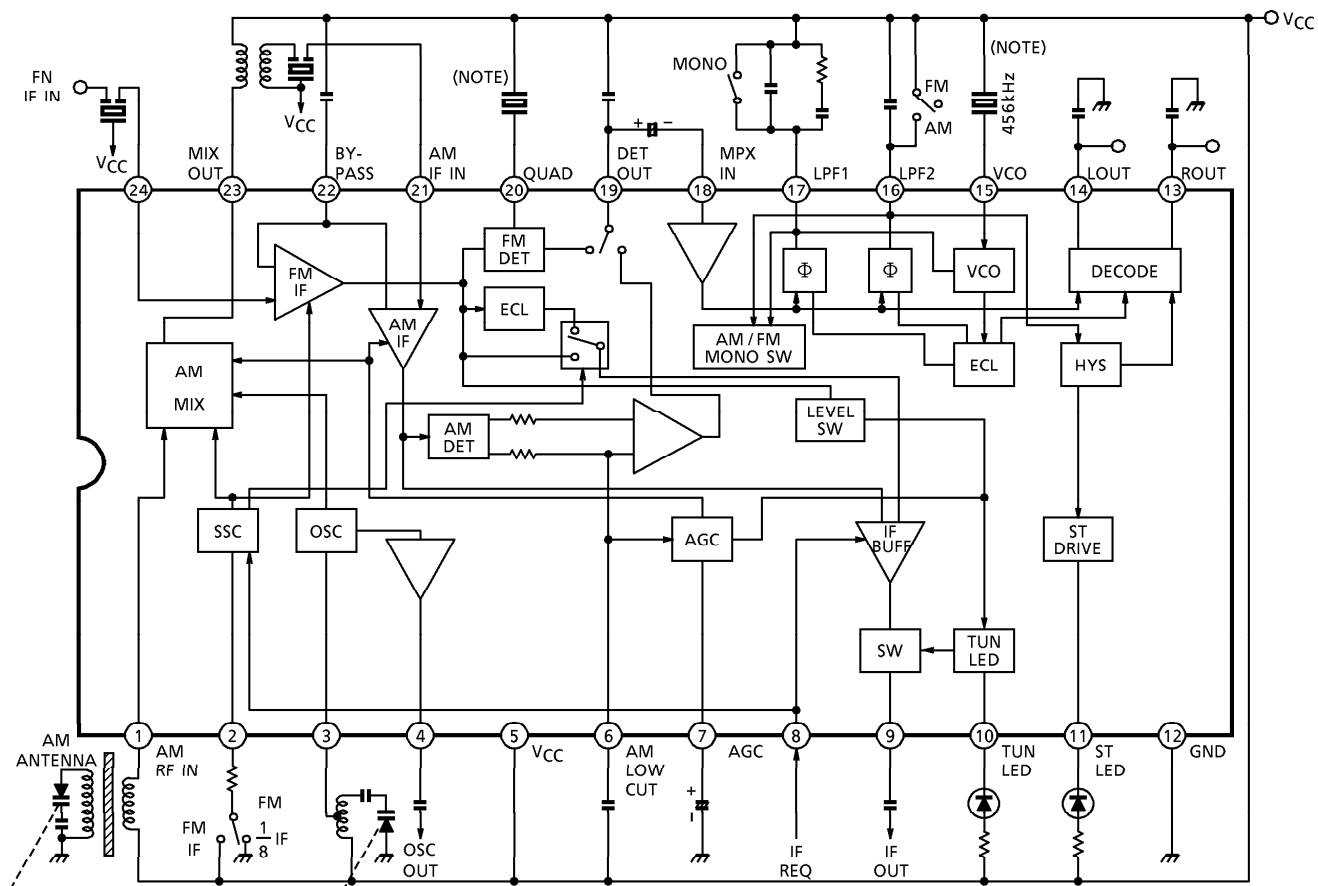 VCC
(NOTE)
MONO
FM
AM
(NOTE)
456kHz
FN
IF IN
VCC
VCC
MIX
OUT
BY-
PASS
AM
IF IN
QUAD
DET
OUT
+ −
MPX
IN
LPF1
LPF2
VCO
LOUT
ROUT
24
23
22
21
20
19
18
17
16
15
14
13
FM
IF
FM
DET
ECL
AM
IF
Φ
Φ
VCO
DECODE
AM / FM
MONO SW
ECL
HYS
AM
MIX
AM
DET
LEVEL
SW
SSC
OSC
AGC
IF
BUFF
ST
DRIVE
SW
TUN
LED
1
2
3
4
5
6
7
8
9
10
11
12
AM
ANTENNA
AM
RF IN
VCC
AM
LOW
CUT
AGC
TUN
LED
ST
LED
GND
FM
IF
FM
1/8 IF
OSC
OUT
+
−
IF
REQ
IF
OUT